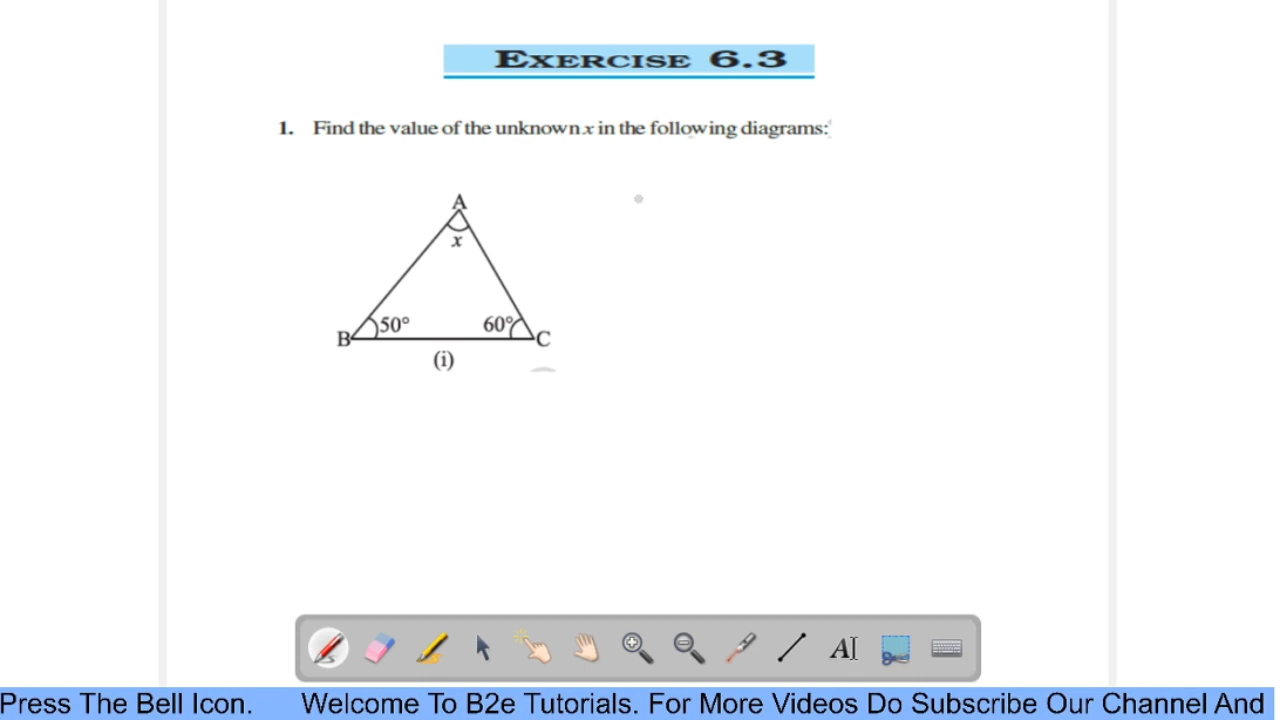 EXERCISE 6.3
1. Find the value of the unknown x in the following diagrams:
A
x
50° 60°
B C
(i)
AI
Press The Bell Icon. Welcome To B2e Tutorials. For More Videos Do Subscribe Our Channel And